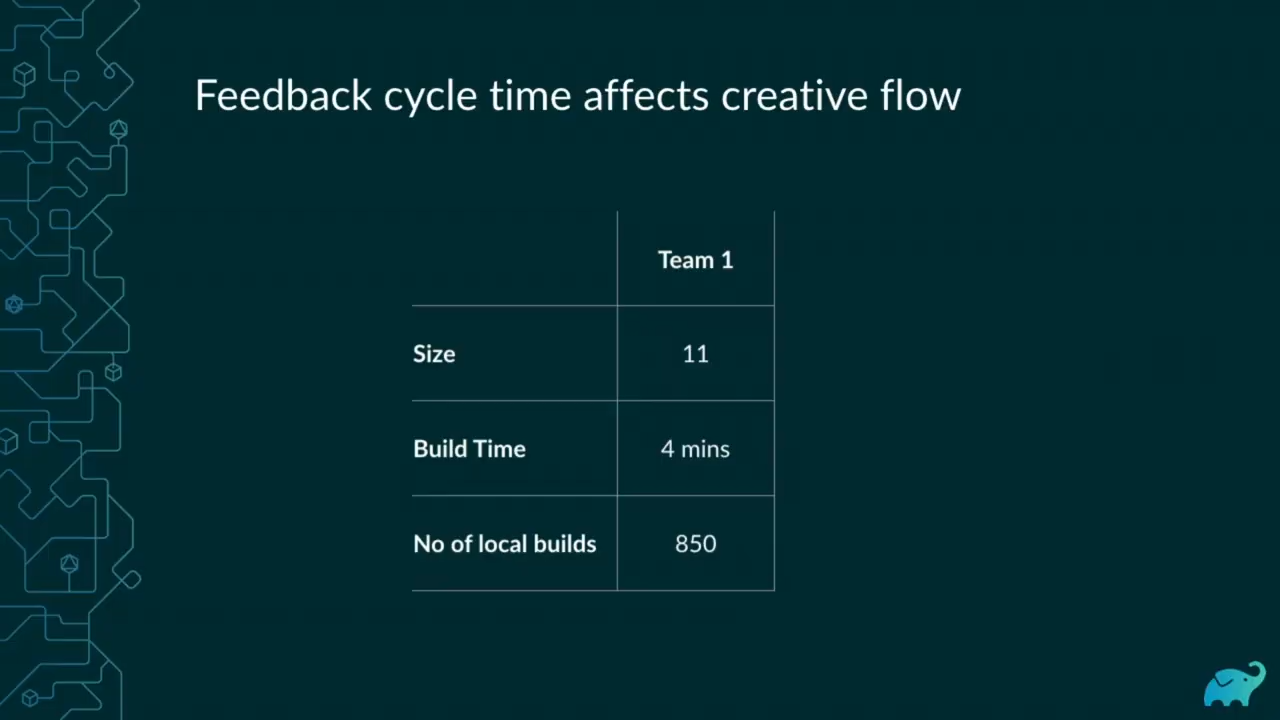 Feedback cycle time affects creative flow
Team 1
Size 11
Build Time 4 mins
No of local builds 850